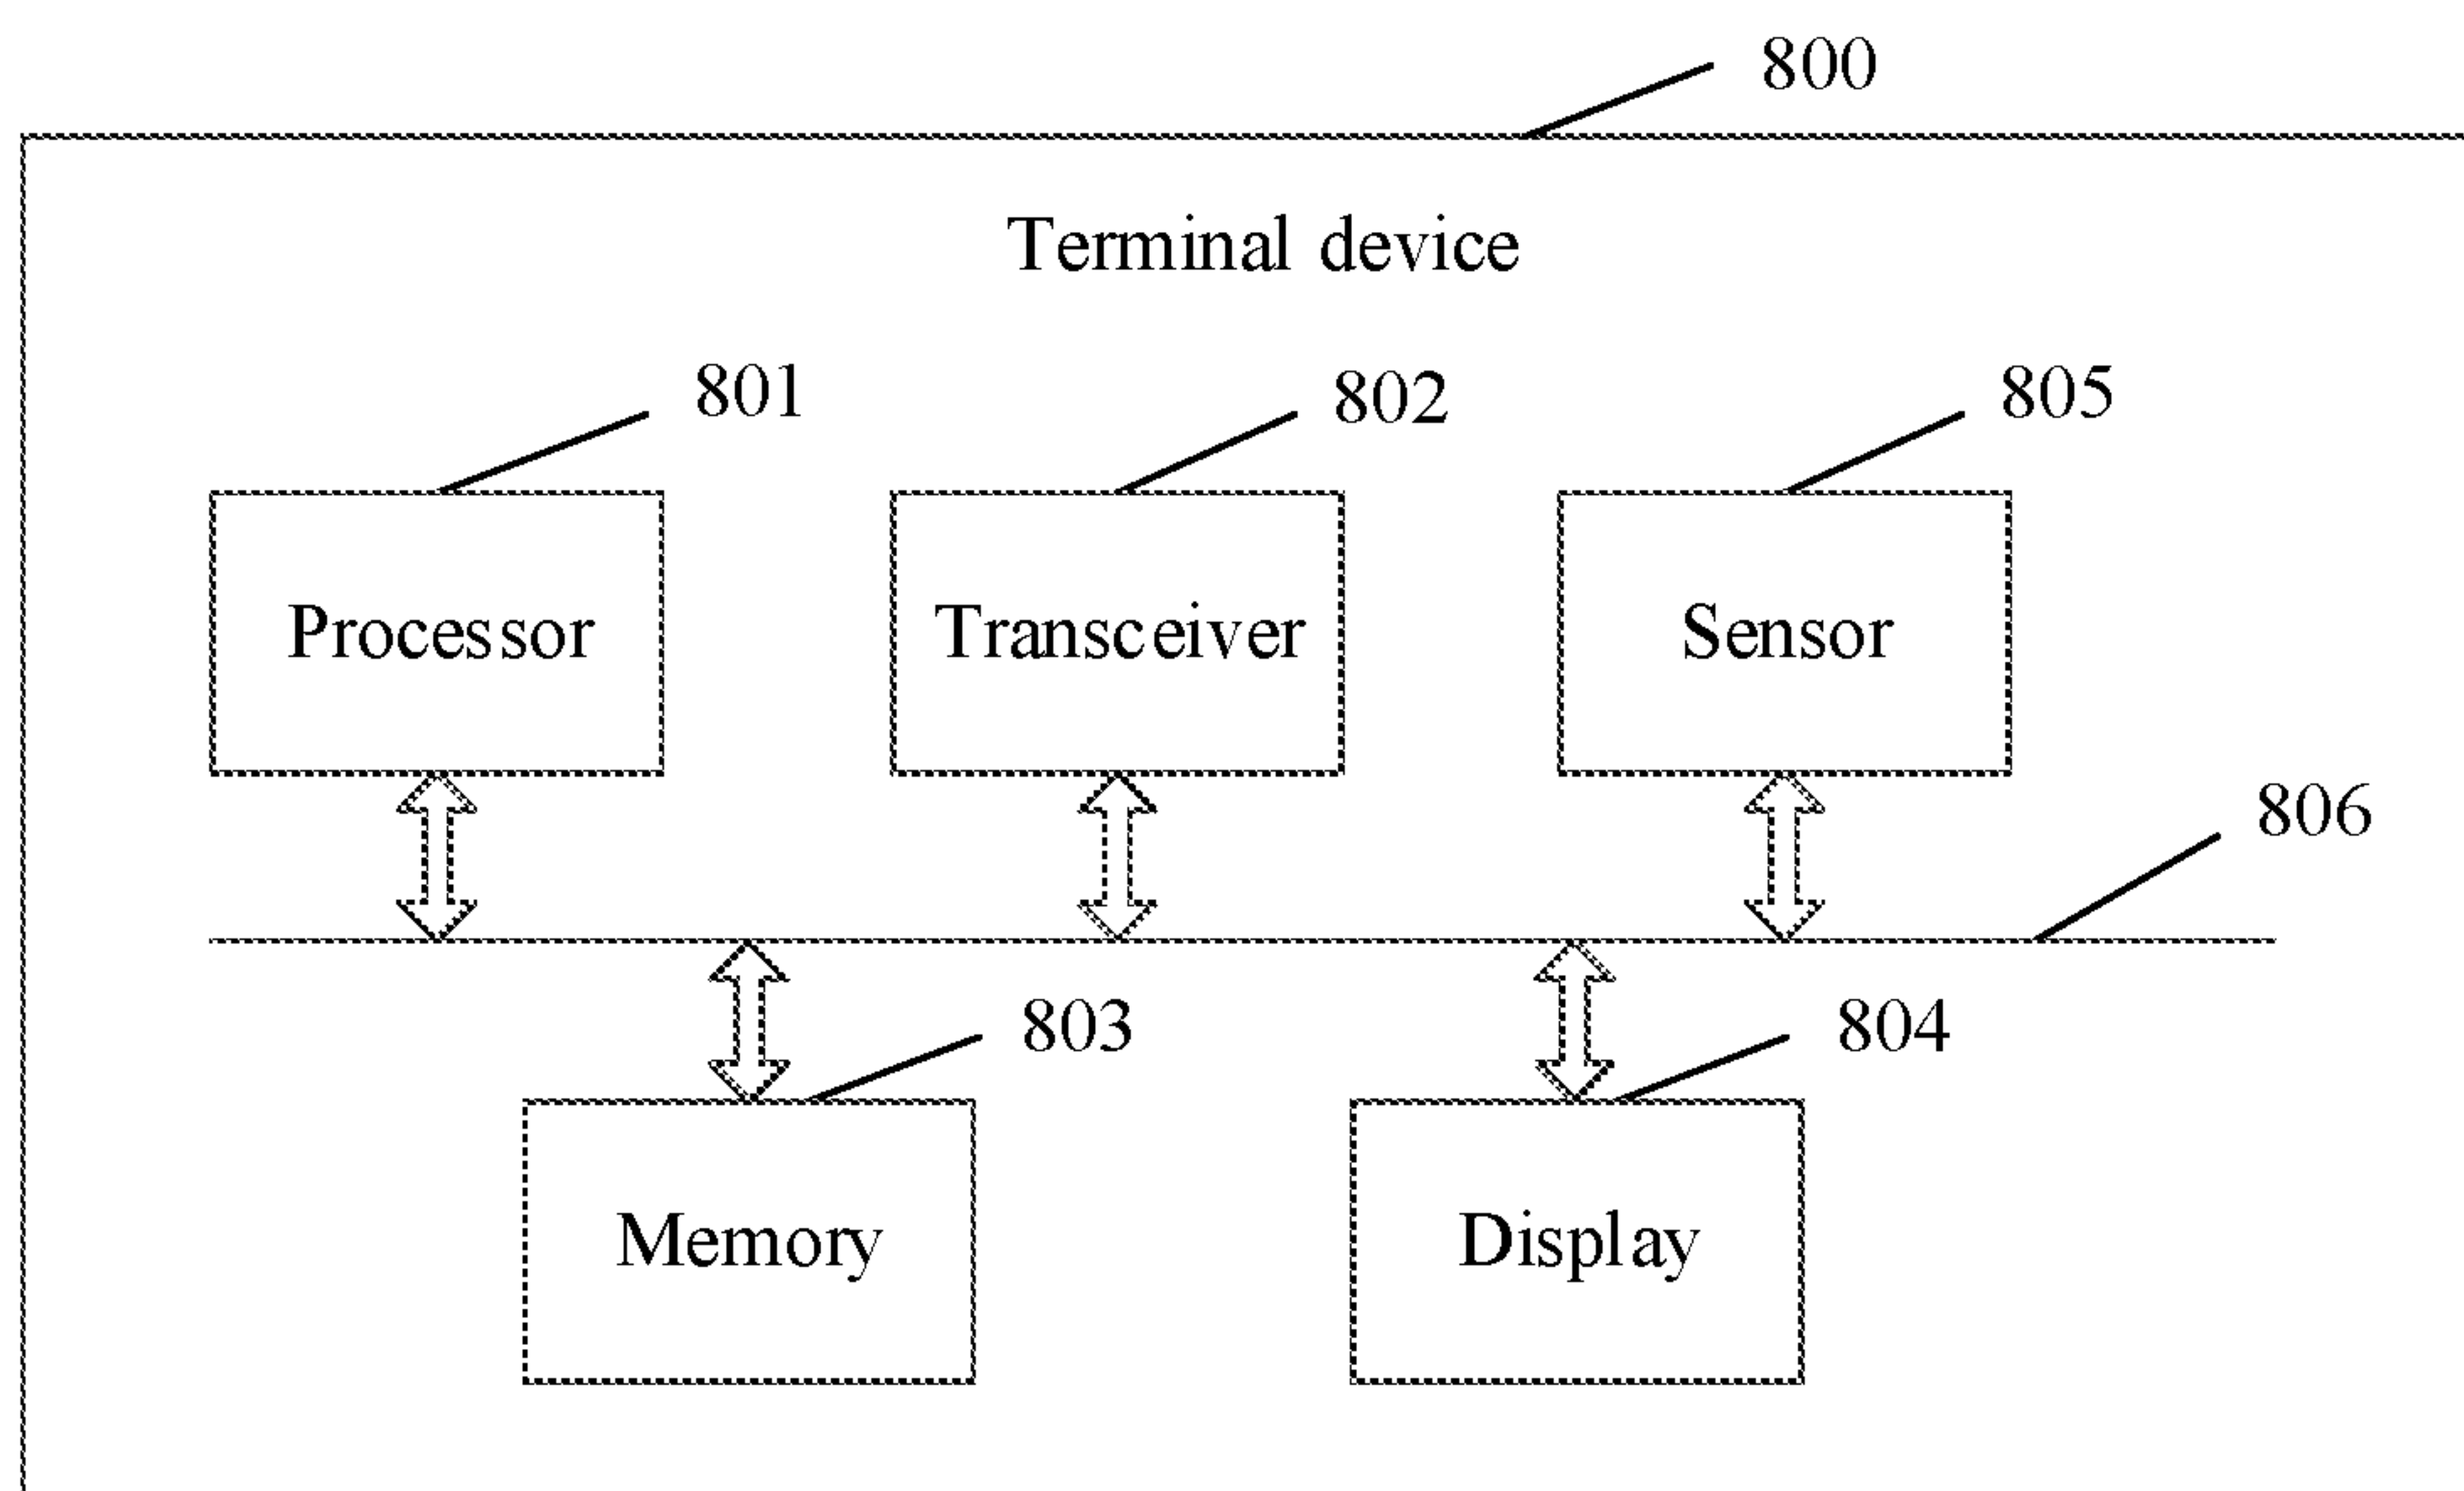 800
Terminal device
801
802
805
Processor
Transceiver
Sensor
806
803
804
Memory
Display